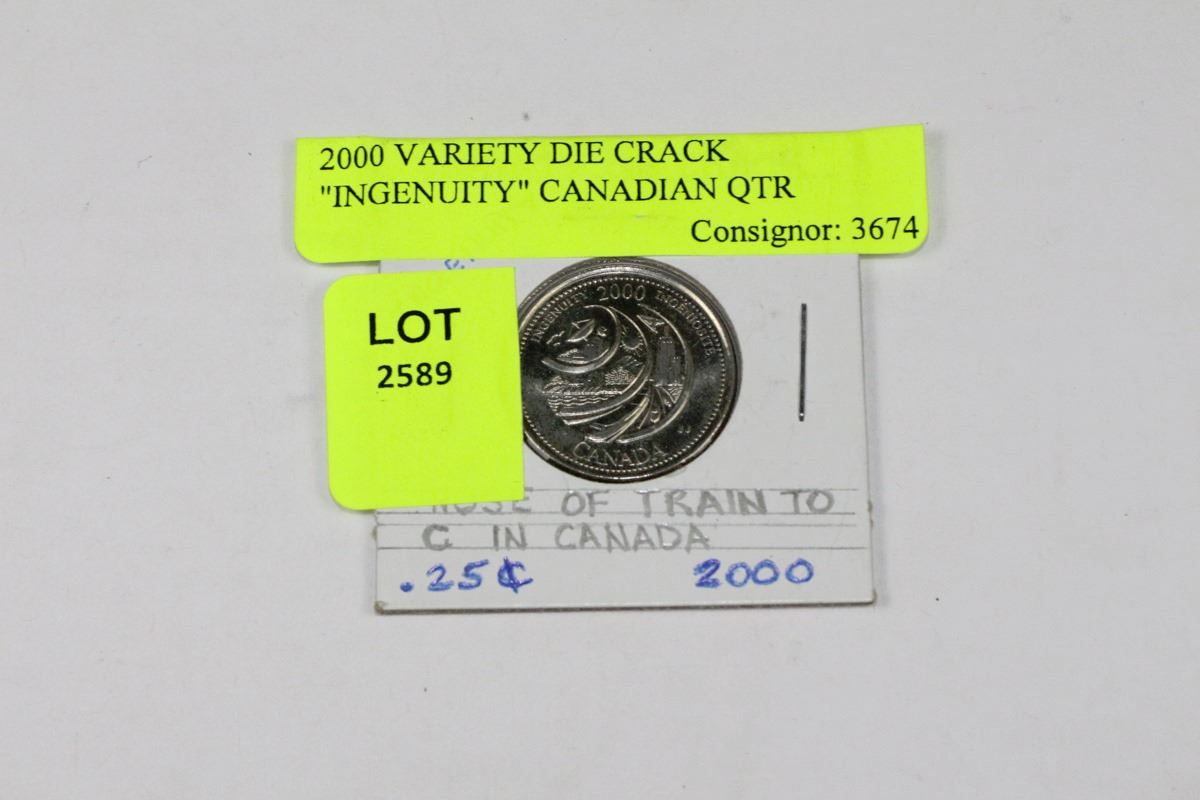 2000 VARIETY DIE CRACK
"INGENUITY" CANADIAN QTR
Consignor: 3674
LOT
2589
INGENUITY 2000 INGÉNIOSITÉ
CANADA
OF TRAIN TO
C IN CANADA
.25¢ 2000